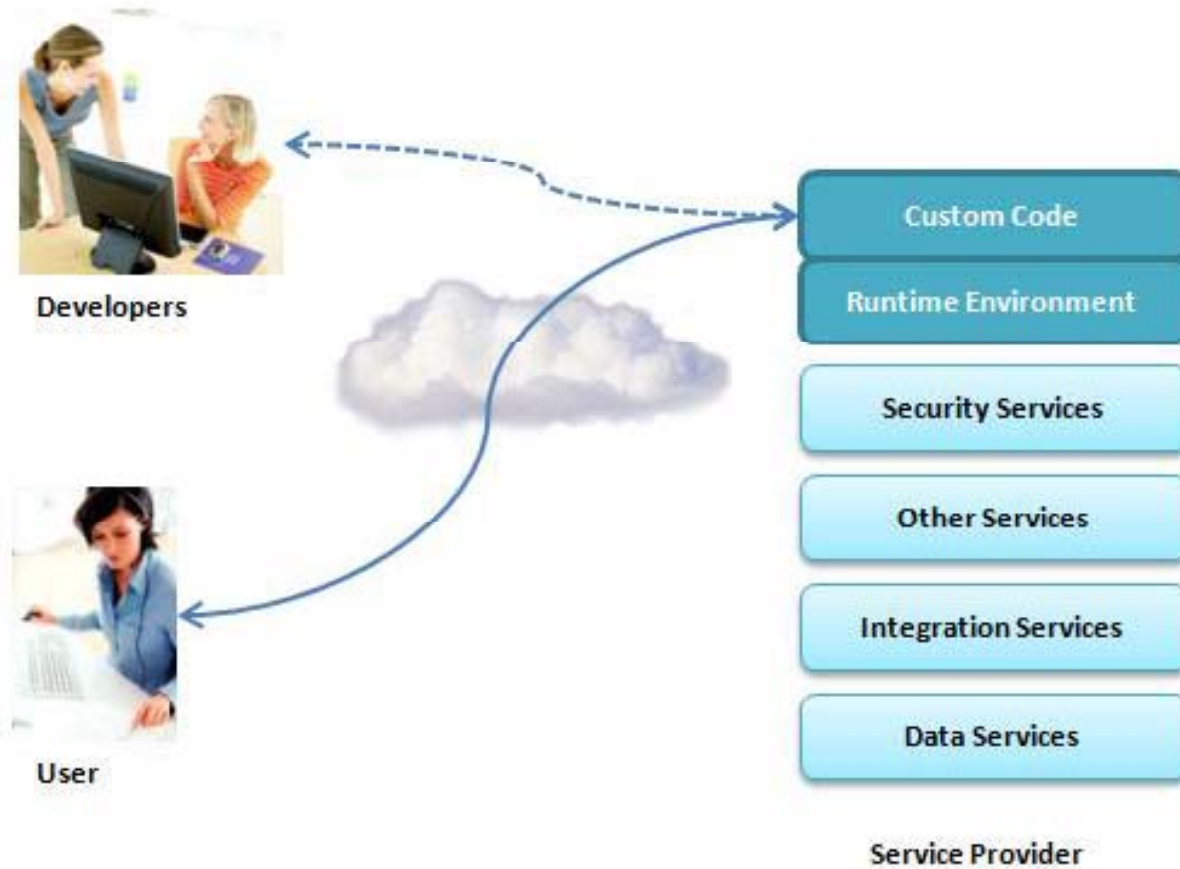 Developers
Custom Code
Runtime Environment
Security Services
Other Services
Integration Services
Data Services
User
Service Provider